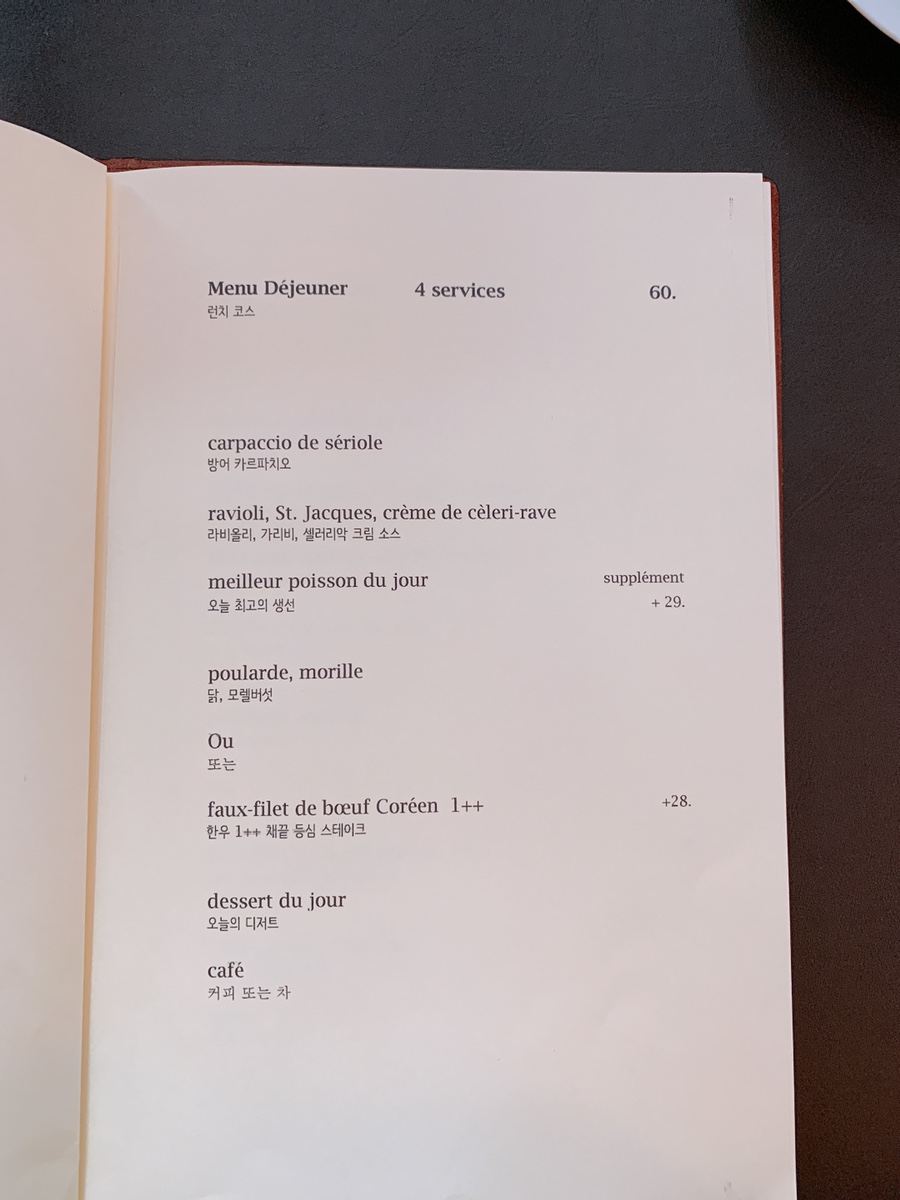 Menu Déjeuner 4 services 60.
런치 코스
carpaccio de sériole
방어 카르파치오
ravioli, St. Jacques, crème de cèleri-rave
라비올리, 가리비, 셀러리악 크림 소스
meilleur poisson du jour supplément
오늘 최고의 생선 + 29.
poularde, morille
닭, 모렐버섯
Ou
또는
faux-filet de bœuf Coréen 1++ +28.
한우 1++ 채끝 등심 스테이크
dessert du jour
오늘의 디저트
café
커피 또는 차